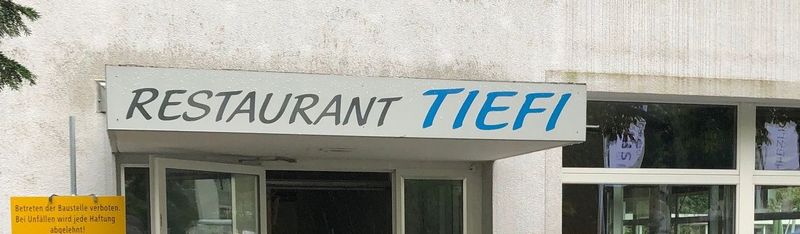 RESTAURANT TIEFI
Betreten der Baustelle verboten.
Bei Unfällen wird jede Haftung
abgelehnt!